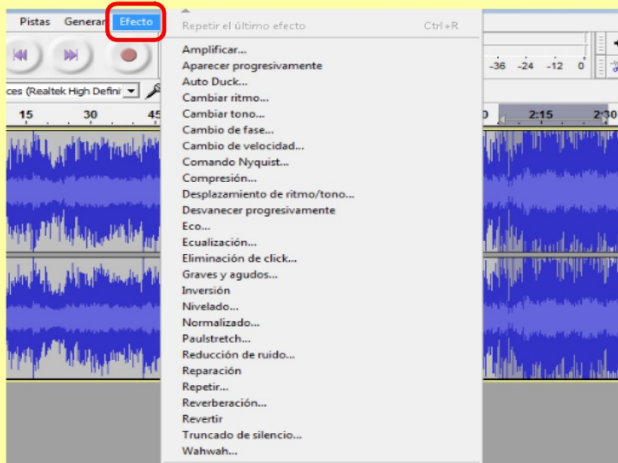 Pistas Generar Efecto
Repetir el último efecto Ctrl+R
Amplificar...
Aparecer progresivamente
Auto Duck...
Cambiar ritmo...
Cambiar tono...
Cambio de fase...
Cambio de velocidad...
Comando Nyquist...
Compresión...
Desplazamiento de ritmo/tono...
Desvanecer progresivamente
Eco...
Ecualización...
Eliminación de click...
Graves y agudos...
Inversión
Nivelado...
Normalizado...
Paulstretch...
Reducción de ruido...
Reparación
Repetir...
Reverberación...
Revertir
Truncado de silencio...
Wahwah...
-36 -24 -12 0
(Realtek High Defini
15 30 45
2:15 2:30